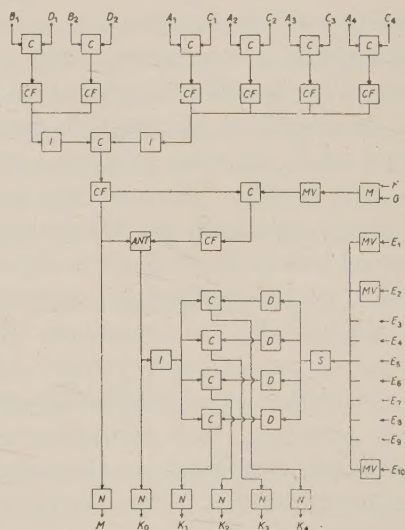 B₁ D₁ B₂ D₂ A₁ C₁ A₂ C₂ A₃ C₃ A₄ C₄
C C C C C C
CF CF CF CF CF CF
I C I
CF C MV M F
G
ANT CF MV E₁
MV E₂
C D
E₃
C D E₄
I S E₅
C D E₆
E₇
C D E₈
E₉
MV E₁₀
N N N N N N
M K₀ K₁ K₂ K₃ K₄